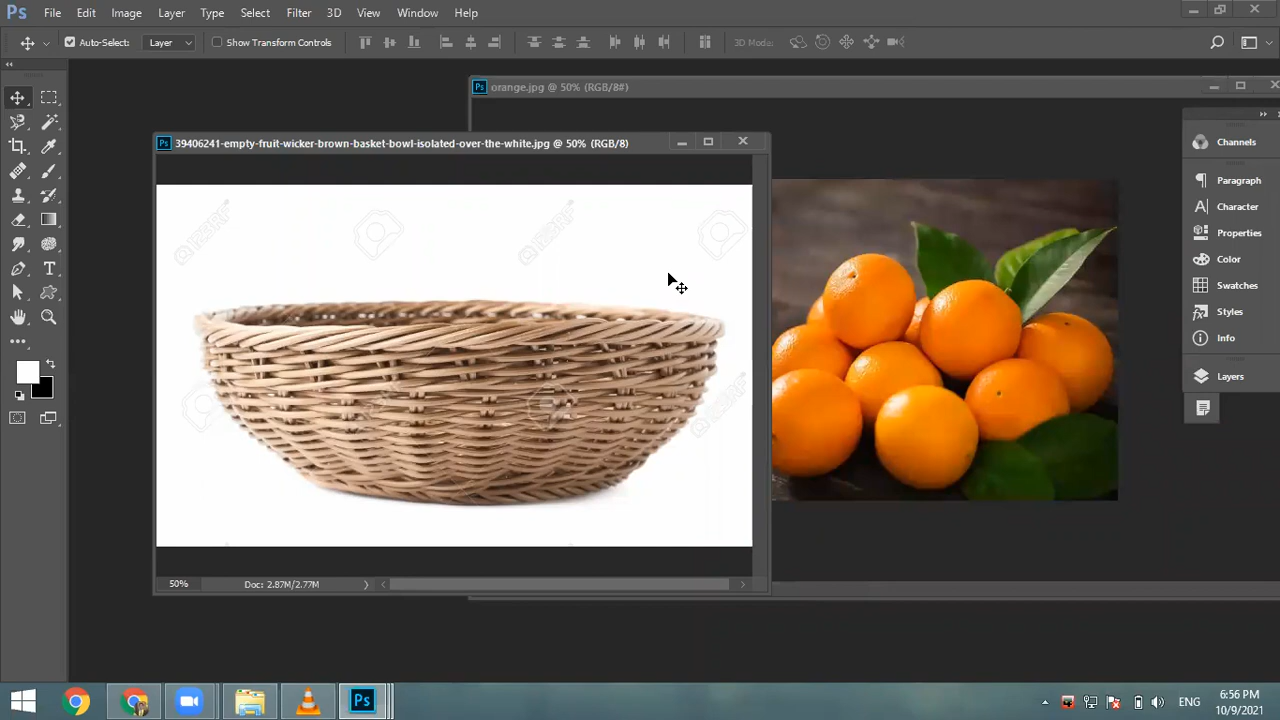 Ps File Edit Image Layer Type Select Filter 3D View Window Help
Auto-Select: Layer Show Transform Controls 3D Mode:
Ps orange.jpg @ 50% (RGB/8#)
Ps 39406241-empty-fruit-wicker-brown-basket-bowl-isolated-over-the-white.jpg @ 50% (RGB/8)
Channels
Paragraph
Character
Properties
Color
Swatches
Styles
Info
Layers
50% Doc: 2.87M/2.77M
Ps
ENG
6:56 PM
10/9/2021